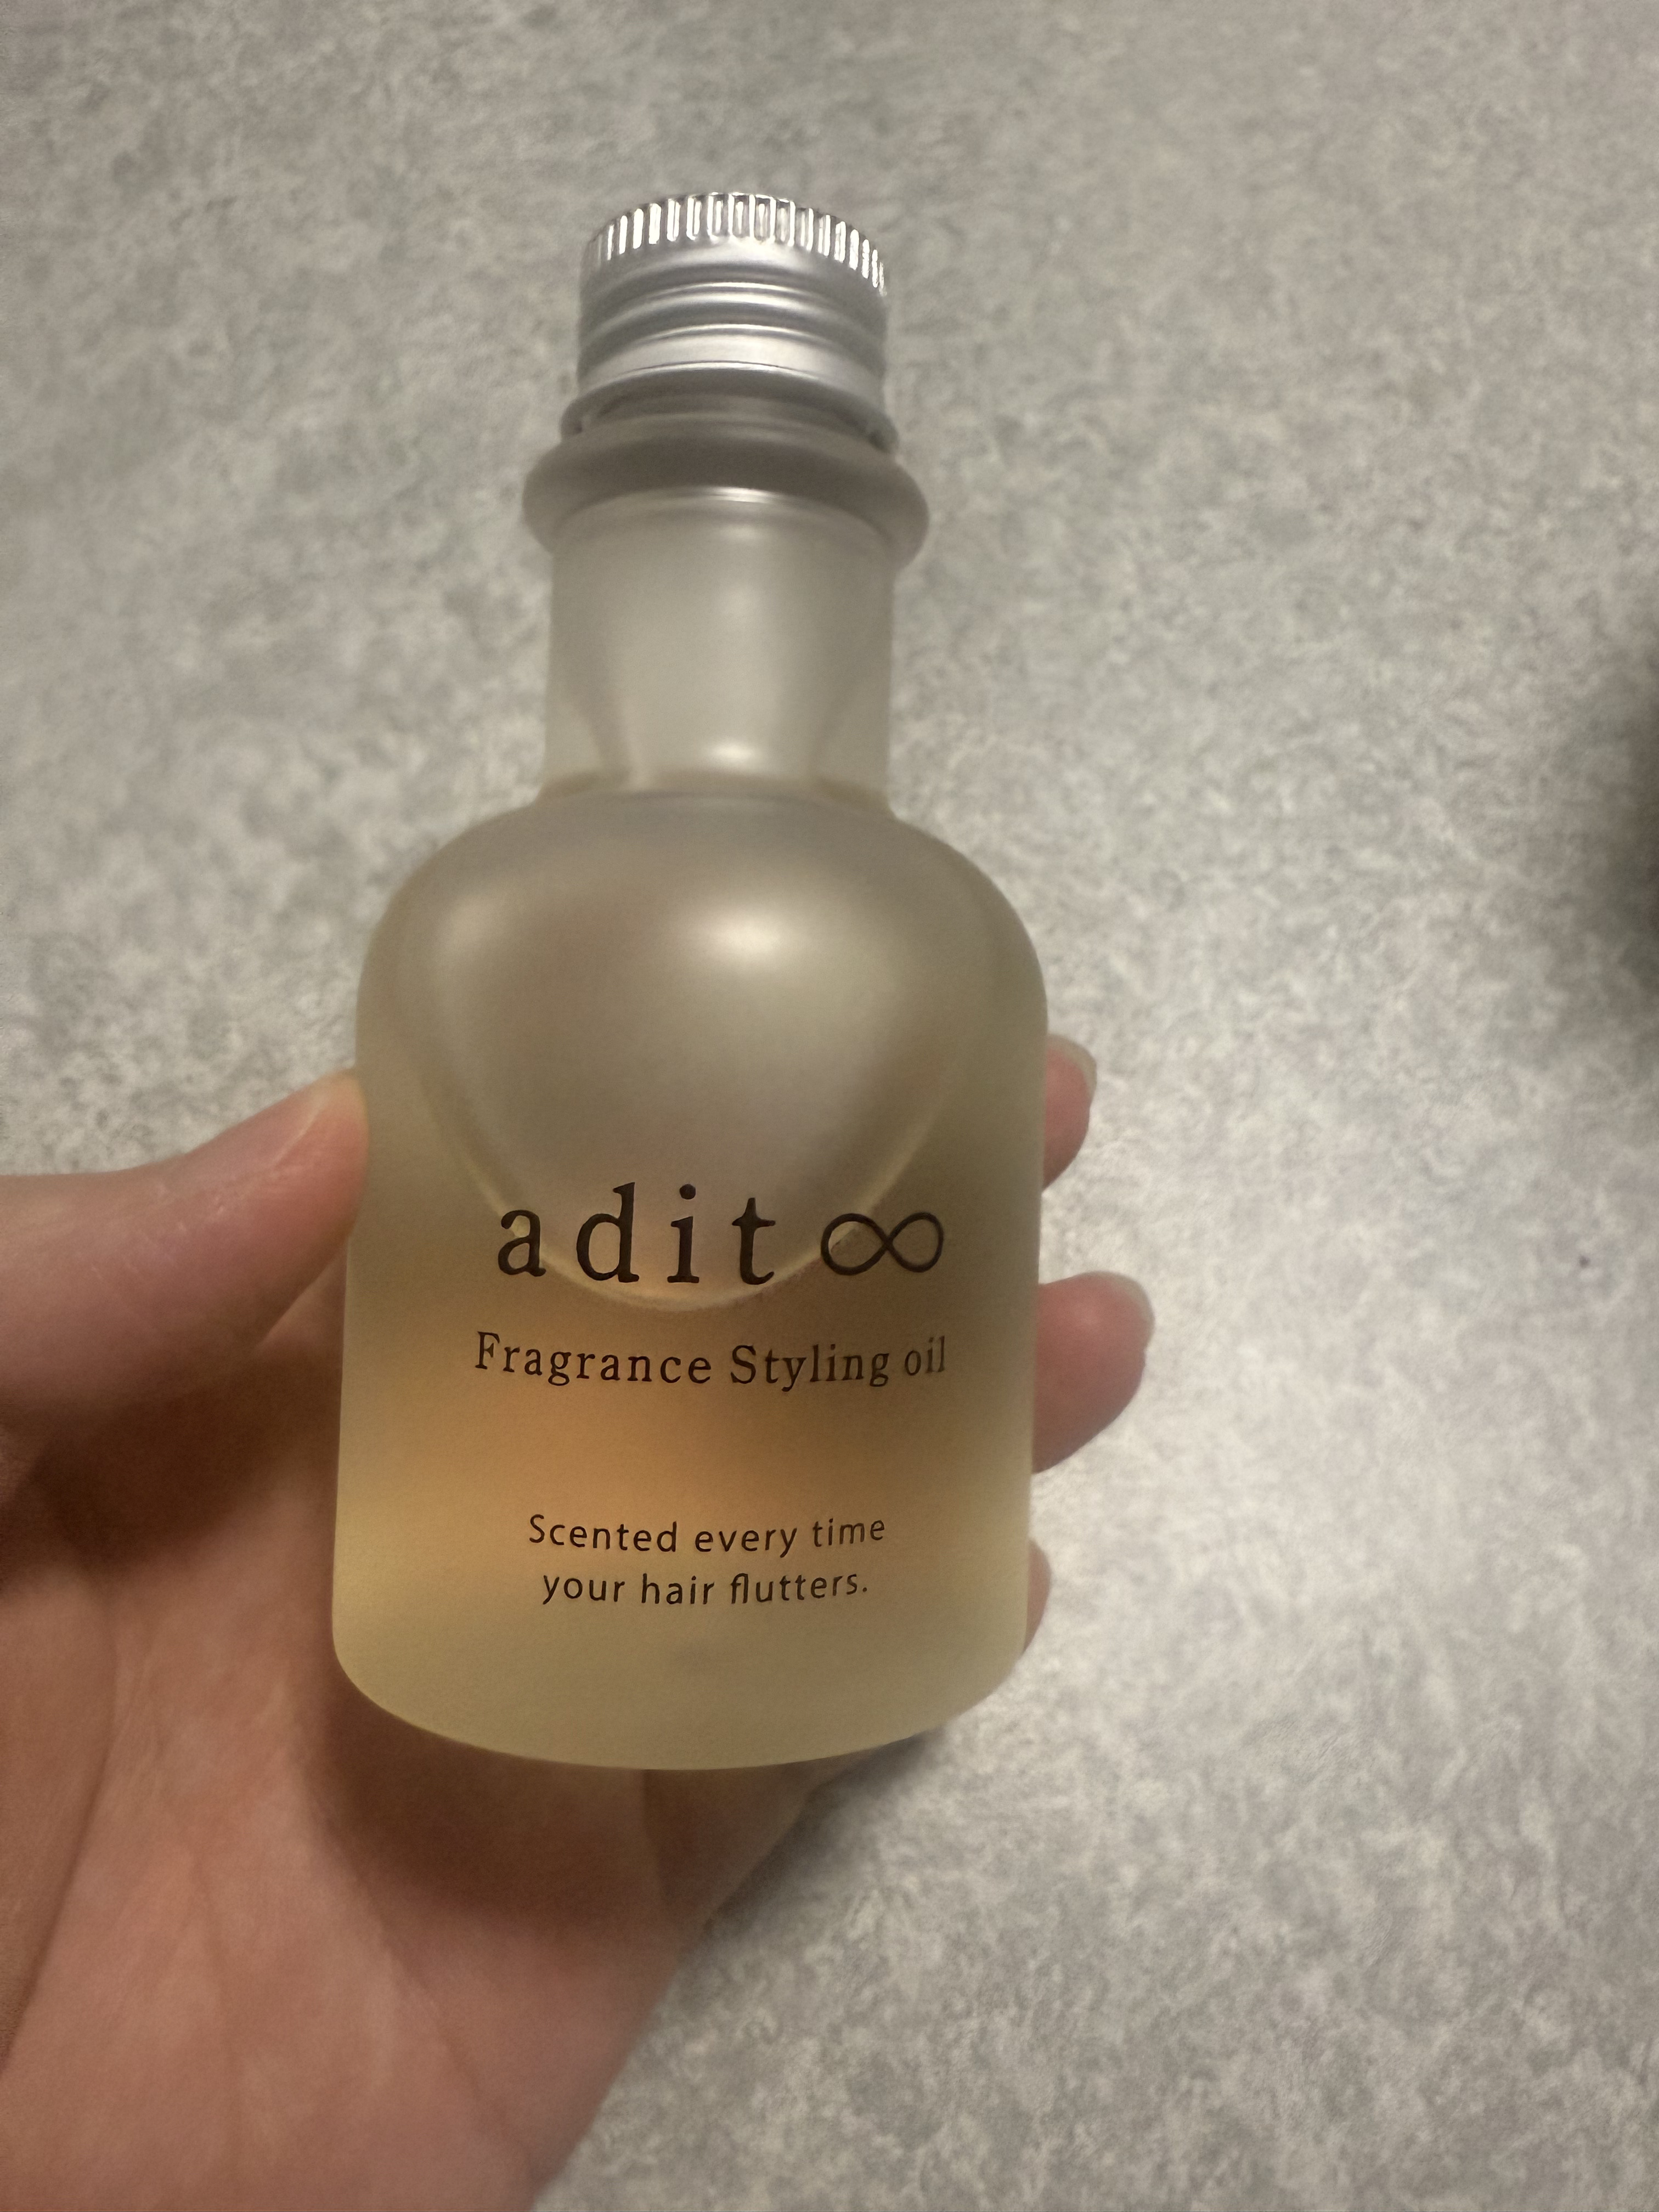 adit∞
Fragrance Styling oil
Scented every time
your hair flutters.